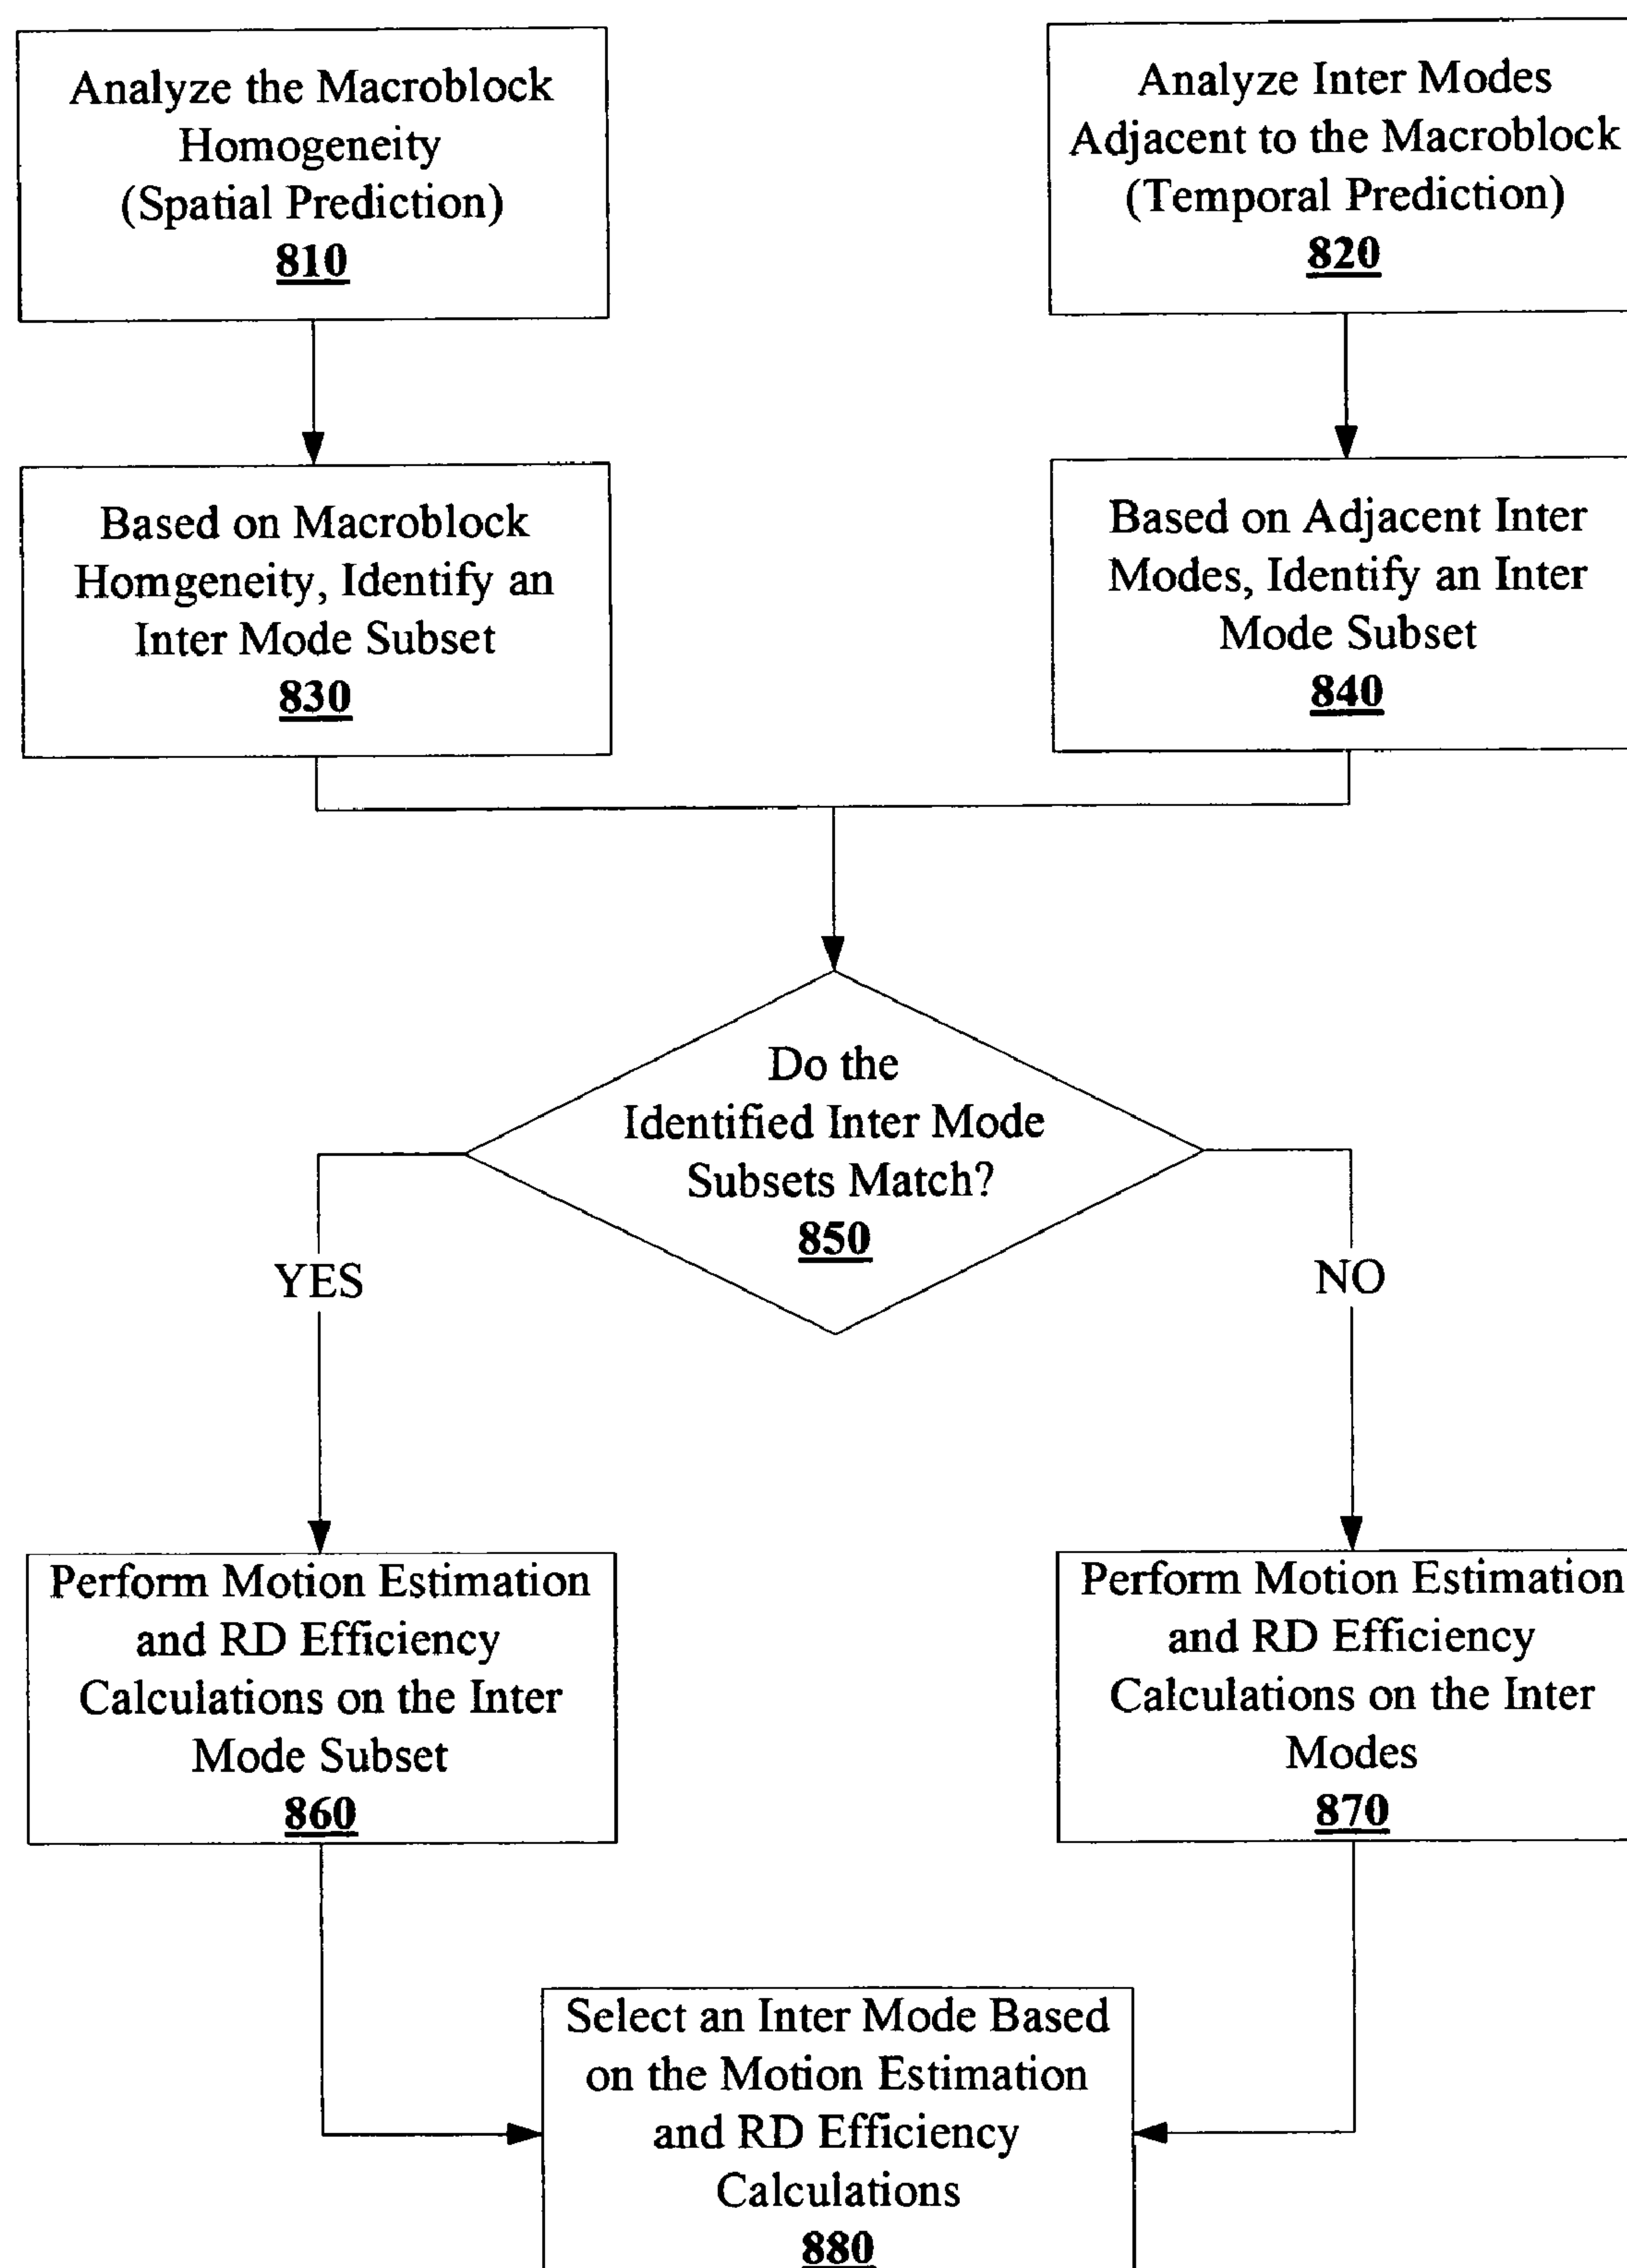 Analyze the Macroblock
Homogeneity
(Spatial Prediction)
810
Analyze Inter Modes
Adjacent to the Macroblock
(Temporal Prediction)
820
Based on Macroblock
Homgeneity, Identify an
Inter Mode Subset
830
Based on Adjacent Inter
Modes, Identify an Inter
Mode Subset
840
Do the
Identified Inter Mode
Subsets Match?
850
YES
NO
Perform Motion Estimation
and RD Efficiency
Calculations on the Inter
Mode Subset
860
Perform Motion Estimation
and RD Efficiency
Calculations on the Inter
Modes
870
Select an Inter Mode Based
on the Motion Estimation
and RD Efficiency
Calculations
880